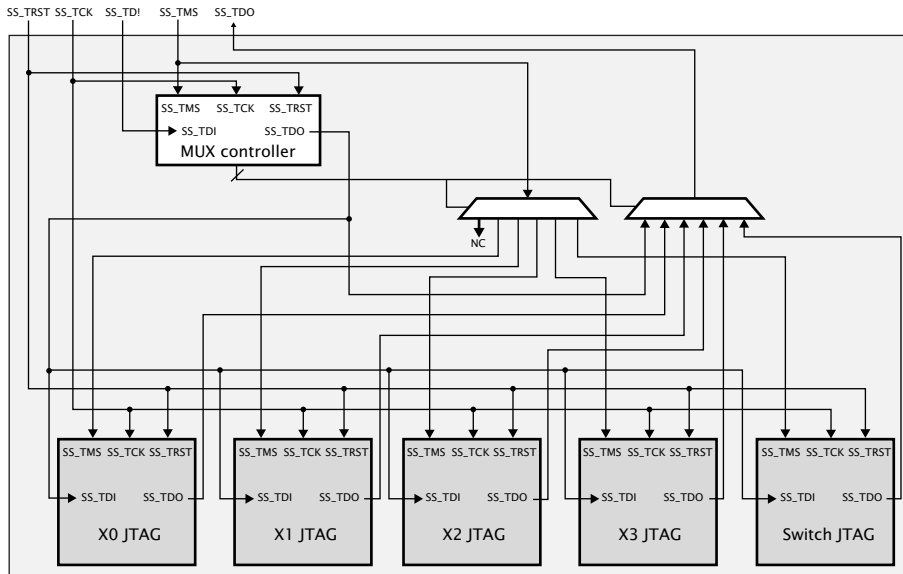 SS_TRST SS_TCK SS_TD! SS_TMS SS_TDO
SS_TMS SS_TCK SS_TRST
SS_TDI SS_TDO
MUX controller
NC
SS_TMS SS_TCK SS_TRST
SS_TDI SS_TDO
X0 JTAG
SS_TMS SS_TCK SS_TRST
SS_TDI SS_TDO
X1 JTAG
SS_TMS SS_TCK SS_TRST
SS_TDI SS_TDO
X2 JTAG
SS_TMS SS_TCK SS_TRST
SS_TDI SS_TDO
X3 JTAG
SS_TMS SS_TCK SS_TRST
SS_TDI SS_TDO
Switch JTAG